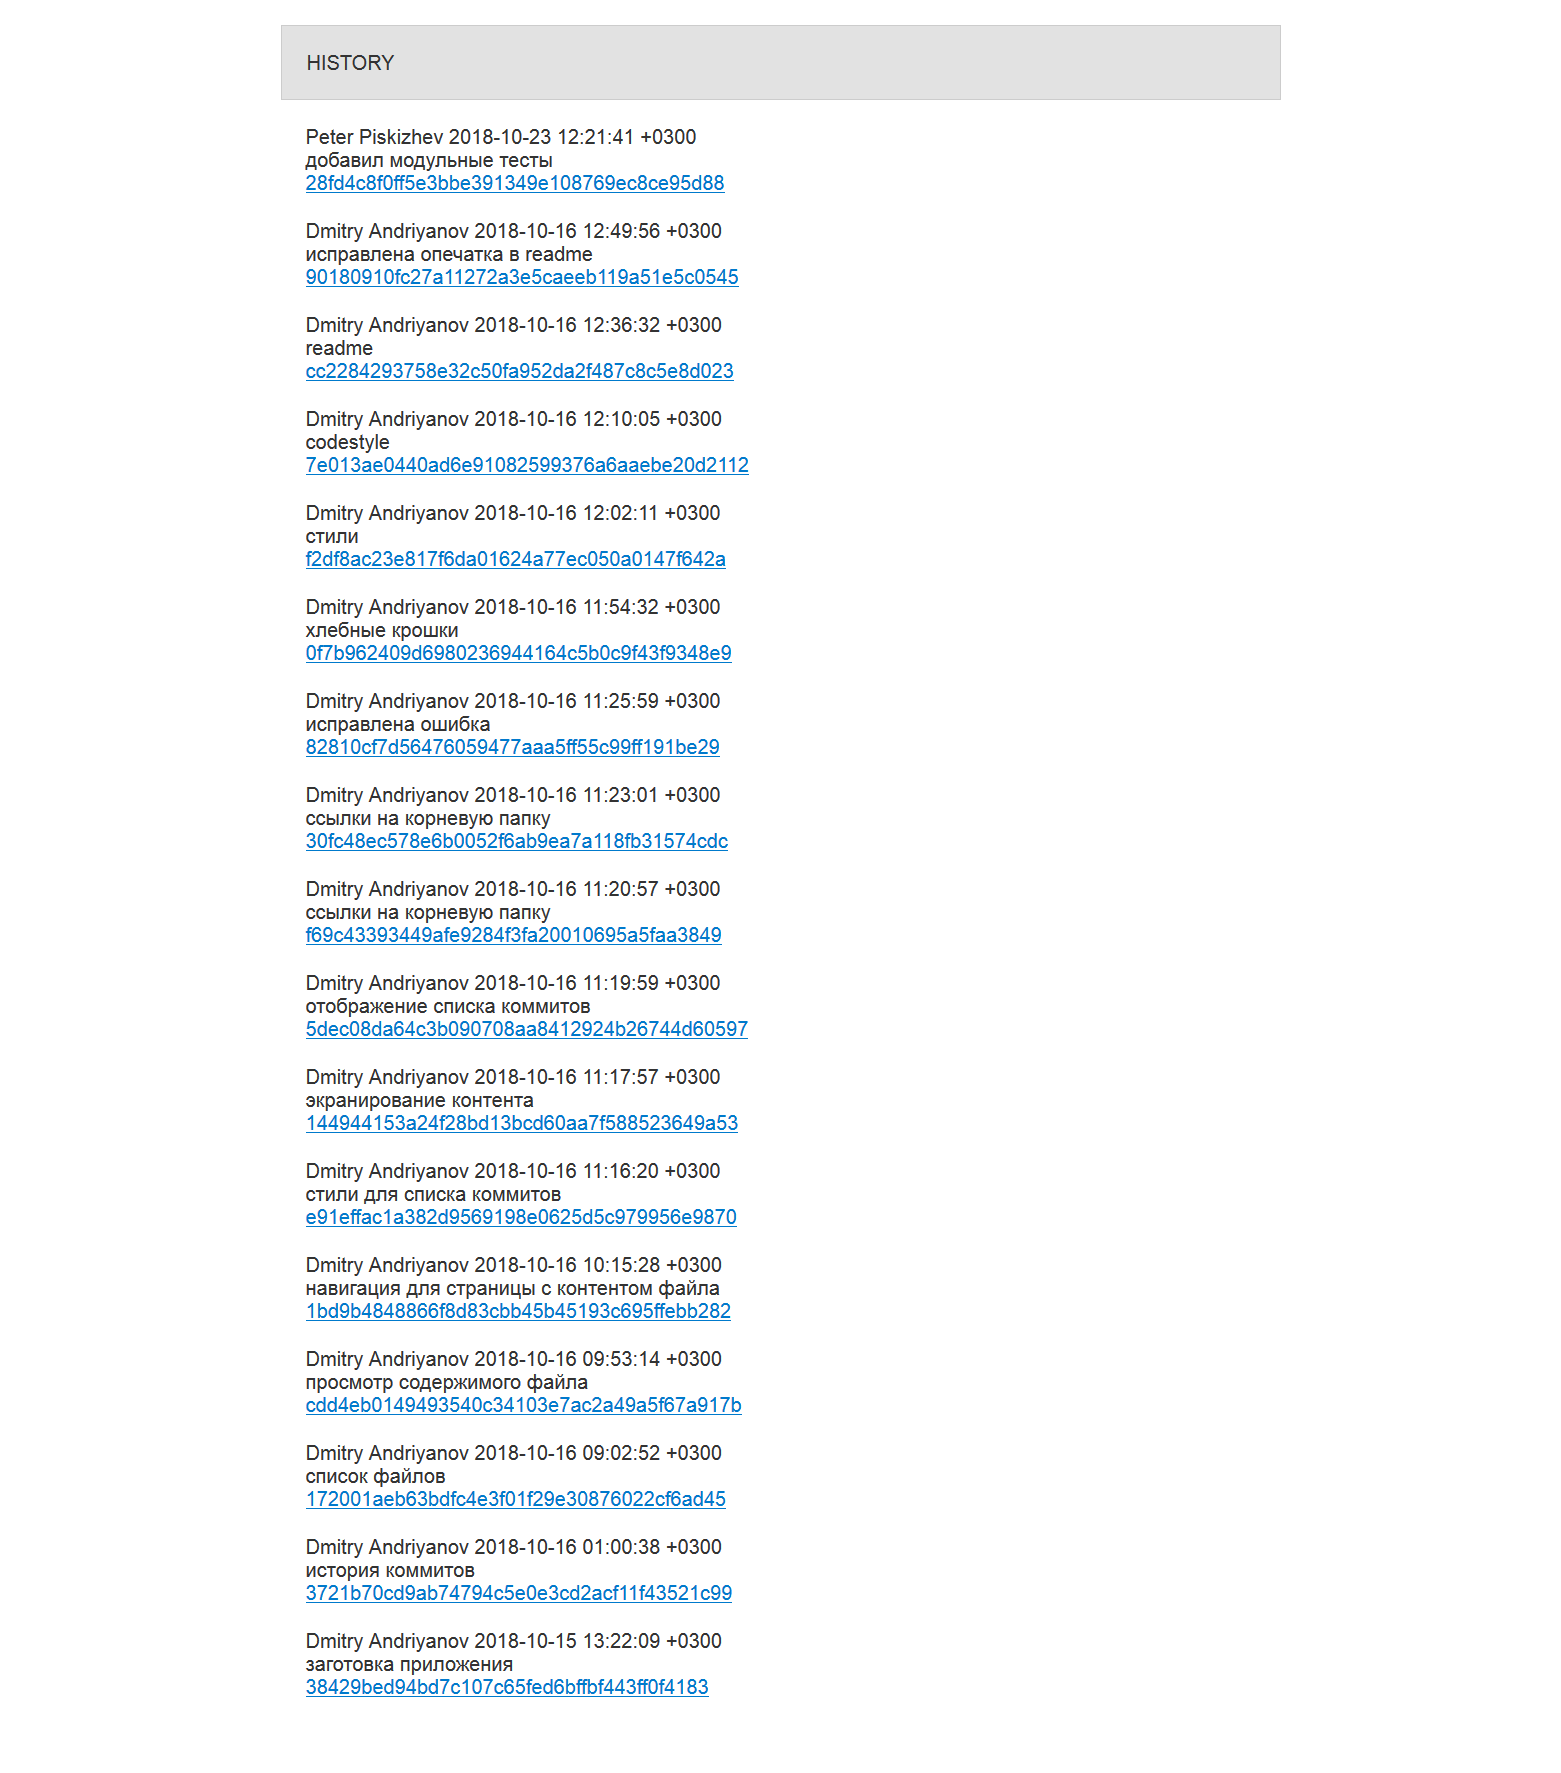 HISTORY
Peter Piskizhev 2018-10-23 12:21:41 +0300
добавил модульные тесты
28fd4c8f0ff5e3bbe391349e108769ec8ce95d88
Dmitry Andriyanov 2018-10-16 12:49:56 +0300
исправлена опечатка в readme
90180910fc27a11272a3e5caeeb119a51e5c0545
Dmitry Andriyanov 2018-10-16 12:36:32 +0300
readme
cc2284293758e32c50fa952da2f487c8c5e8d023
Dmitry Andriyanov 2018-10-16 12:10:05 +0300
codestyle
7e013ae0440ad6e91082599376a6aaebe20d2112
Dmitry Andriyanov 2018-10-16 12:02:11 +0300
стили
f2df8ac23e817f6da01624a77ec050a0147f642a
Dmitry Andriyanov 2018-10-16 11:54:32 +0300
хлебные крошки
0f7b962409d6980236944164c5b0c9f43f9348e9
Dmitry Andriyanov 2018-10-16 11:25:59 +0300
исправлена ошибка
82810cf7d56476059477aaa5ff55c99ff191be29
Dmitry Andriyanov 2018-10-16 11:23:01 +0300
ссылки на корневую папку
30fc48ec578e6b0052f6ab9ea7a118fb31574cdc
Dmitry Andriyanov 2018-10-16 11:20:57 +0300
ссылки на корневую папку
f69c43393449afe9284f3fa20010695a5faa3849
Dmitry Andriyanov 2018-10-16 11:19:59 +0300
отображение списка коммитов
5dec08da64c3b090708aa8412924b26744d60597
Dmitry Andriyanov 2018-10-16 11:17:57 +0300
экранирование контента
144944153a24f28bd13bcd60aa7f588523649a53
Dmitry Andriyanov 2018-10-16 11:16:20 +0300
стили для списка коммитов
e91effac1a382d9569198e0625d5c979956e9870
Dmitry Andriyanov 2018-10-16 10:15:28 +0300
навигация для страницы с контентом файла
1bd9b4848866f8d83cbb45b45193c695ffebb282
Dmitry Andriyanov 2018-10-16 09:53:14 +0300
просмотр содержимого файла
cdd4eb0149493540c34103e7ac2a49a5f67a917b
Dmitry Andriyanov 2018-10-16 09:02:52 +0300
список файлов
172001aeb63bdfc4e3f01f29e30876022cf6ad45
Dmitry Andriyanov 2018-10-16 01:00:38 +0300
история коммитов
3721b70cd9ab74794c5e0e3cd2acf11f43521c99
Dmitry Andriyanov 2018-10-15 13:22:09 +0300
заготовка приложения
38429bed94bd7c107c65fed6bffbf443ff0f4183